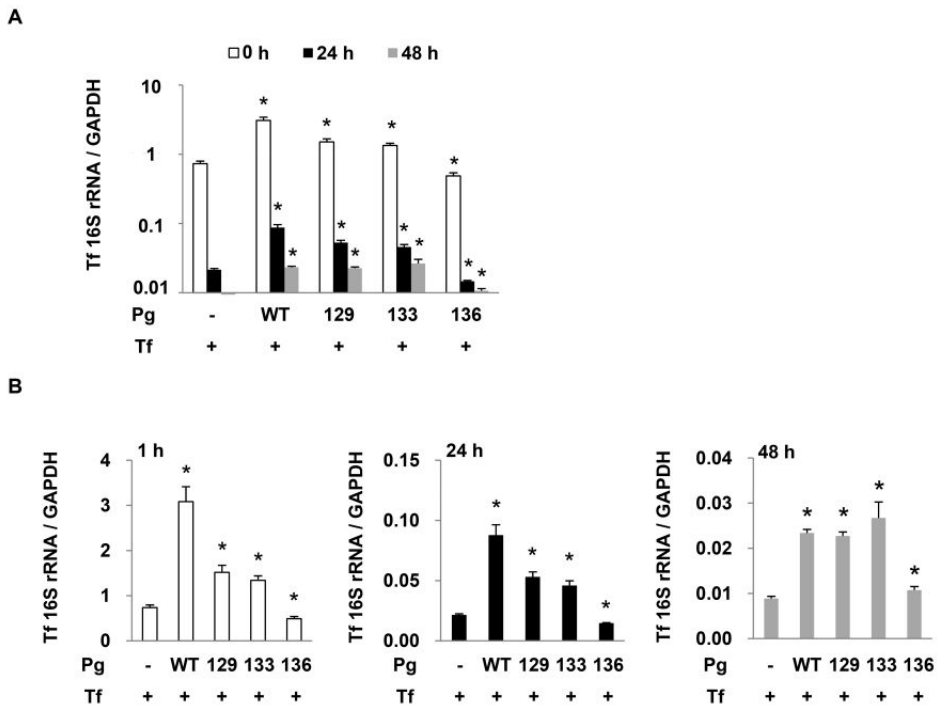 A
0 h 24 h 48 h
Tf 16S rRNA / GAPDH
10
1
0.1
0.01
* * * *
* * * *
* * * *
Pg - WT 129 133 136
Tf + + + + +
B
1 h
Tf 16S rRNA / GAPDH
4
3
2
1
0
* * * *
Pg - WT 129 133 136
Tf + + + + +
24 h
Tf 16S rRNA / GAPDH
0.15
0.10
0.05
0.00
* * * *
Pg - WT 129 133 136
Tf + + + + +
48 h
Tf 16S rRNA / GAPDH
0.04
0.03
0.02
0.01
0.00
* * * *
Pg - WT 129 133 136
Tf + + + + +